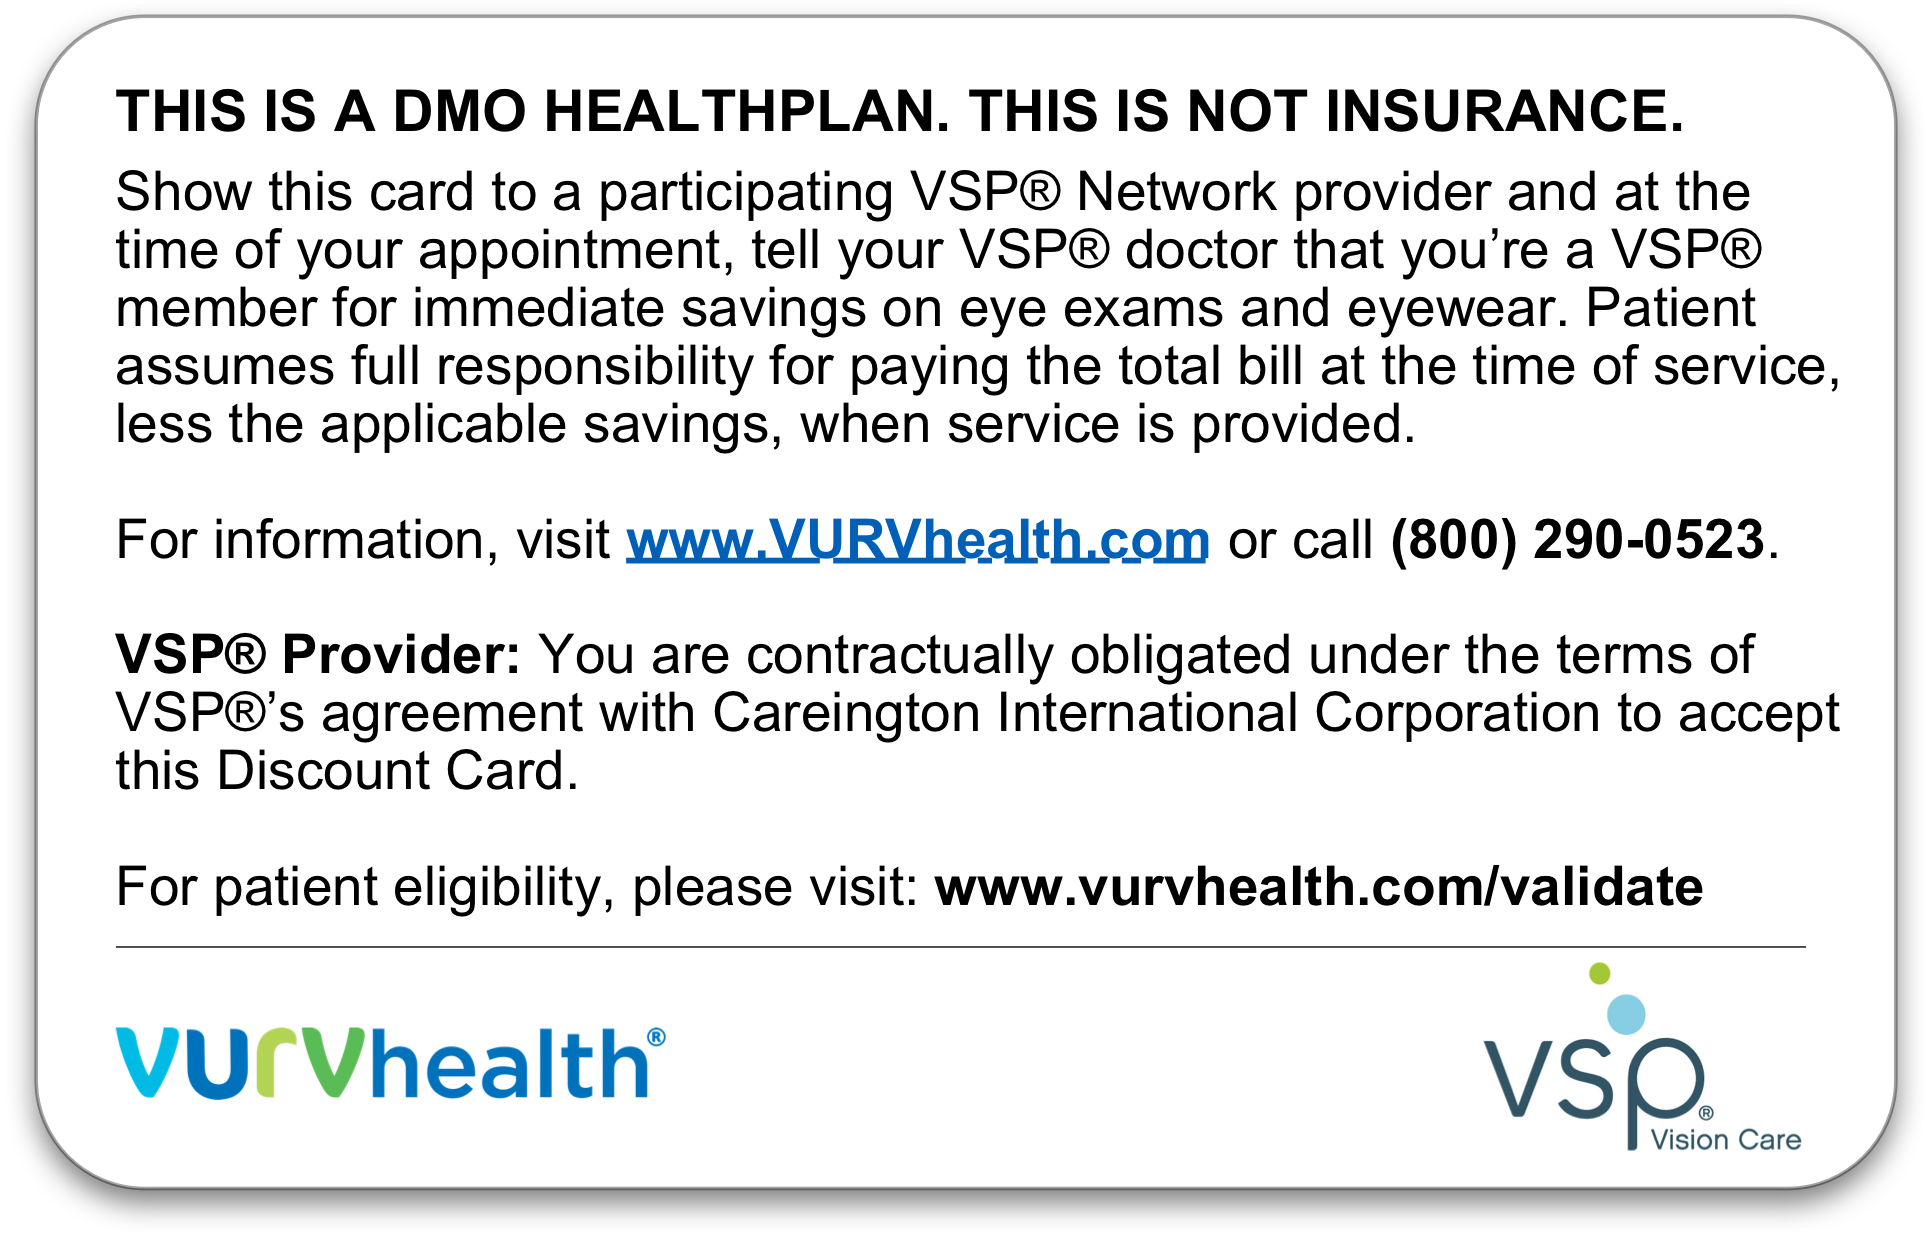 THIS IS A DMO HEALTHPLAN. THIS IS NOT INSURANCE.
Show this card to a participating VSP® Network provider and at the
time of your appointment, tell your VSP® doctor that you’re a VSP®
member for immediate savings on eye exams and eyewear. Patient
assumes full responsibility for paying the total bill at the time of service,
less the applicable savings, when service is provided.
For information, visit www.VURVhealth.com or call (800) 290-0523.
VSP® Provider: You are contractually obligated under the terms of
VSP®’s agreement with Careington International Corporation to accept
this Discount Card.
For patient eligibility, please visit: www.vurvhealth.com/validate
vurvhealth®
vsp®
Vision Care